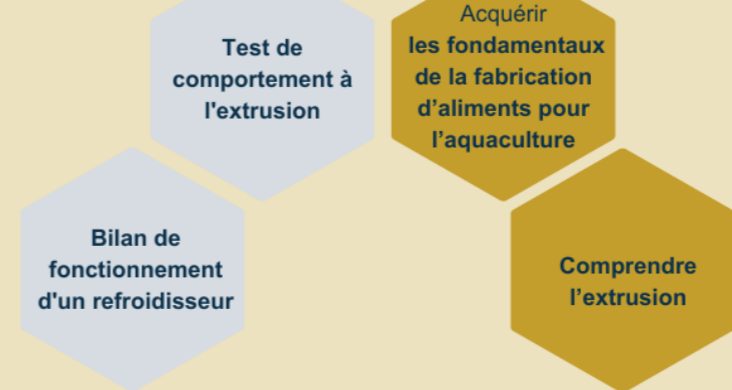 Test de
comportement à
l'extrusion
Acquérir
les fondamentaux
de la fabrication
d’aliments pour
l’aquaculture
Bilan de
fonctionnement
d'un refroidisseur
Comprendre
l’extrusion